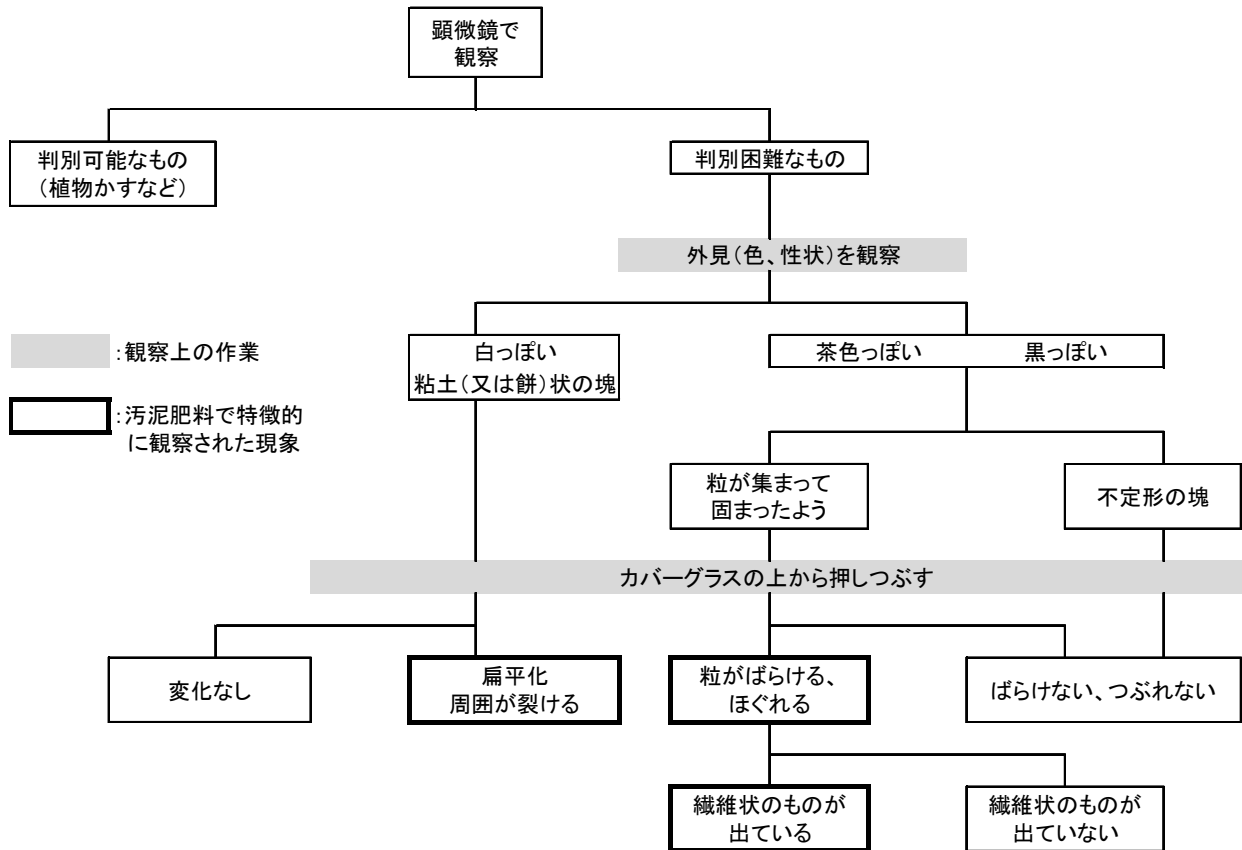 顕微鏡で
観察
判別可能なもの
（植物かすなど）
判別困難なもの
外見（色、性状）を観察
:観察上の作業
:汚泥肥料で特徴的
に観察された現象
白っぽい
粘土（又は餅）状の塊
茶色っぽい　黒っぽい
粒が集まって
固まったよう
不定形の塊
カバーグラスの上から押しつぶす
変化なし
扁平化
周囲が裂ける
粒がばらける、
ほぐれる
ばらけない、つぶれない
繊維状のものが
出ている
繊維状のものが
出ていない